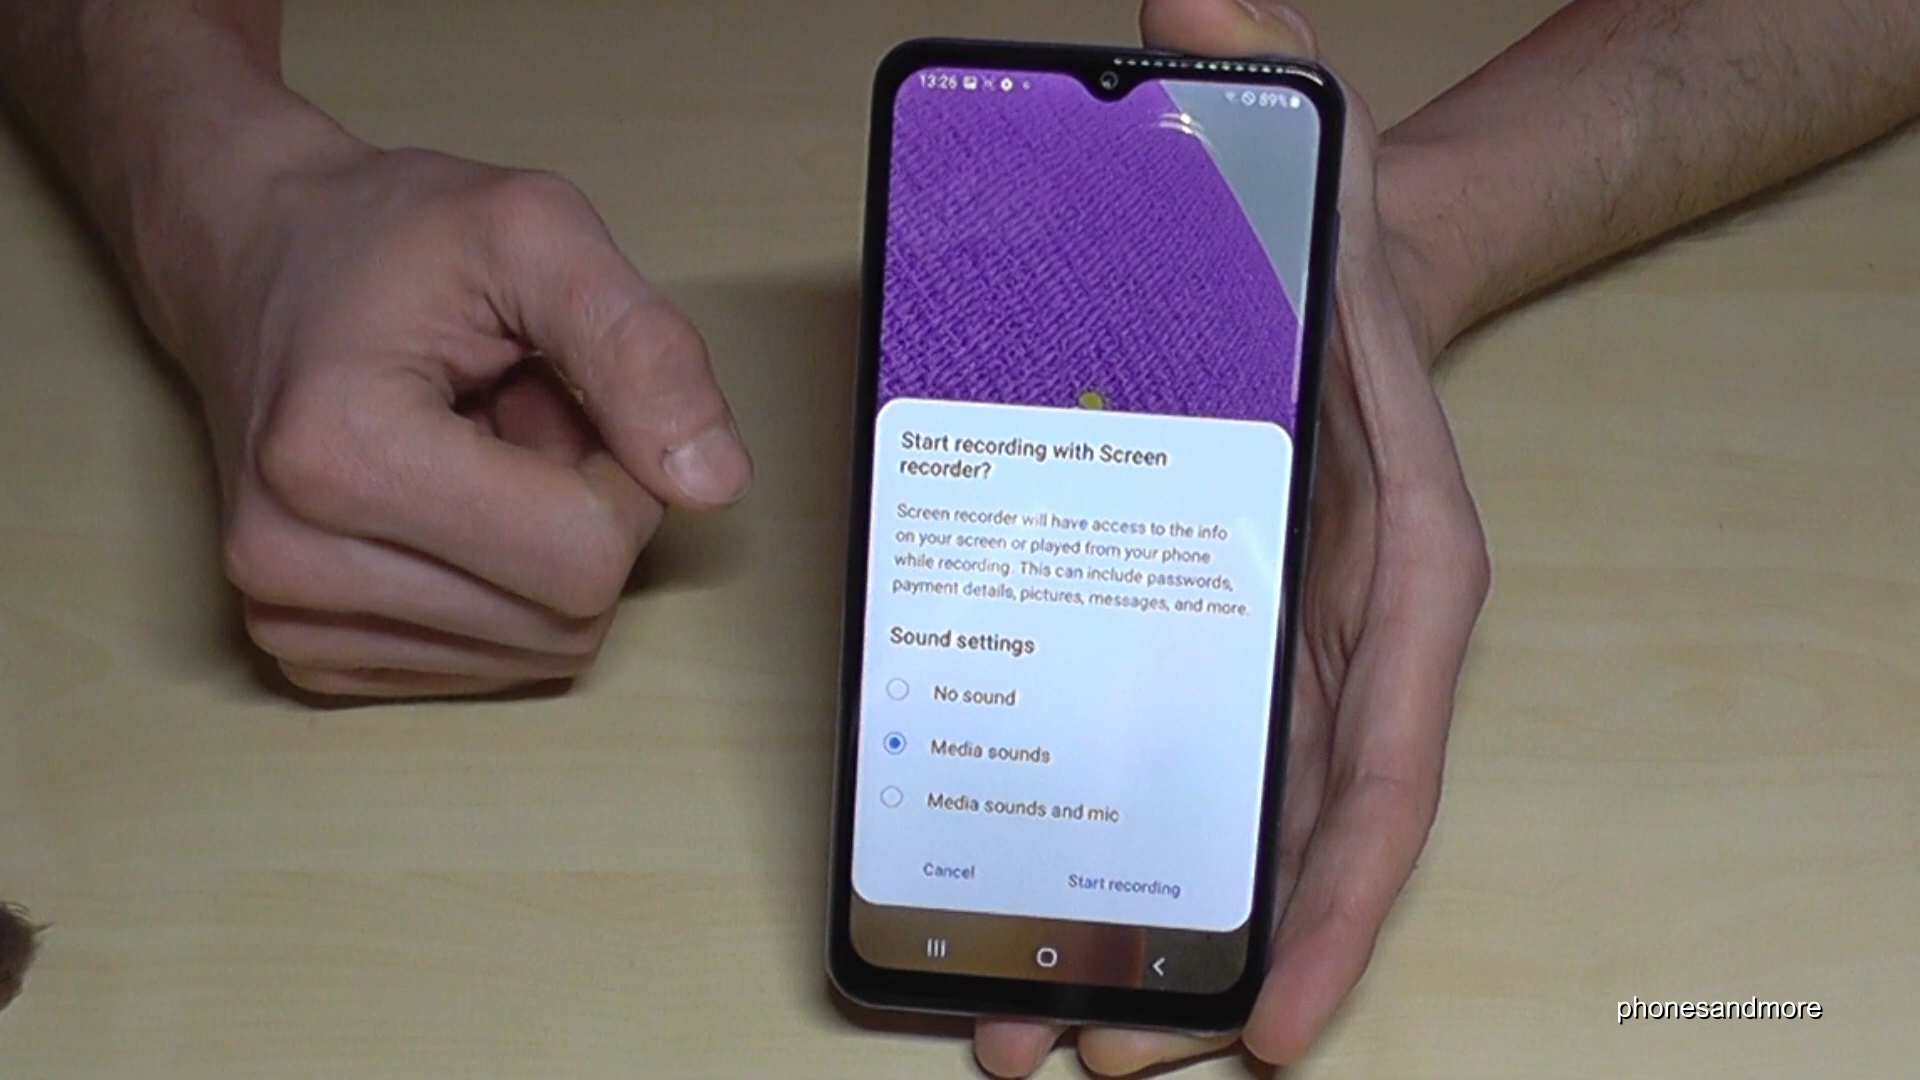 13:26
89%
Start recording with Screen
recorder?
Screen recorder will have access to the info
on your screen or played from your phone
while recording. This can include passwords,
payment details, pictures, messages, and more.
Sound settings
No sound
Media sounds
Media sounds and mic
Cancel
Start recording
phonesandmore